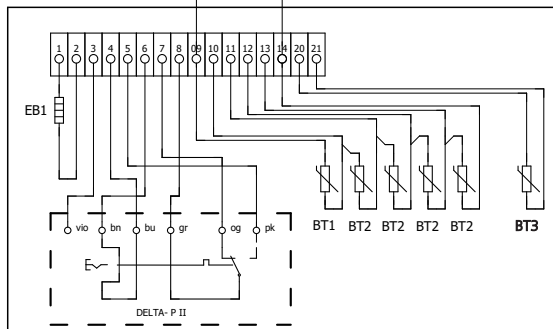 1 2 3 4 5 6 7 8 09 10 11 12 13 14 20 21
EB1
BT1 BT2 BT2 BT2 BT2 BT3
vio bn bu gr og pk
DELTA- P II